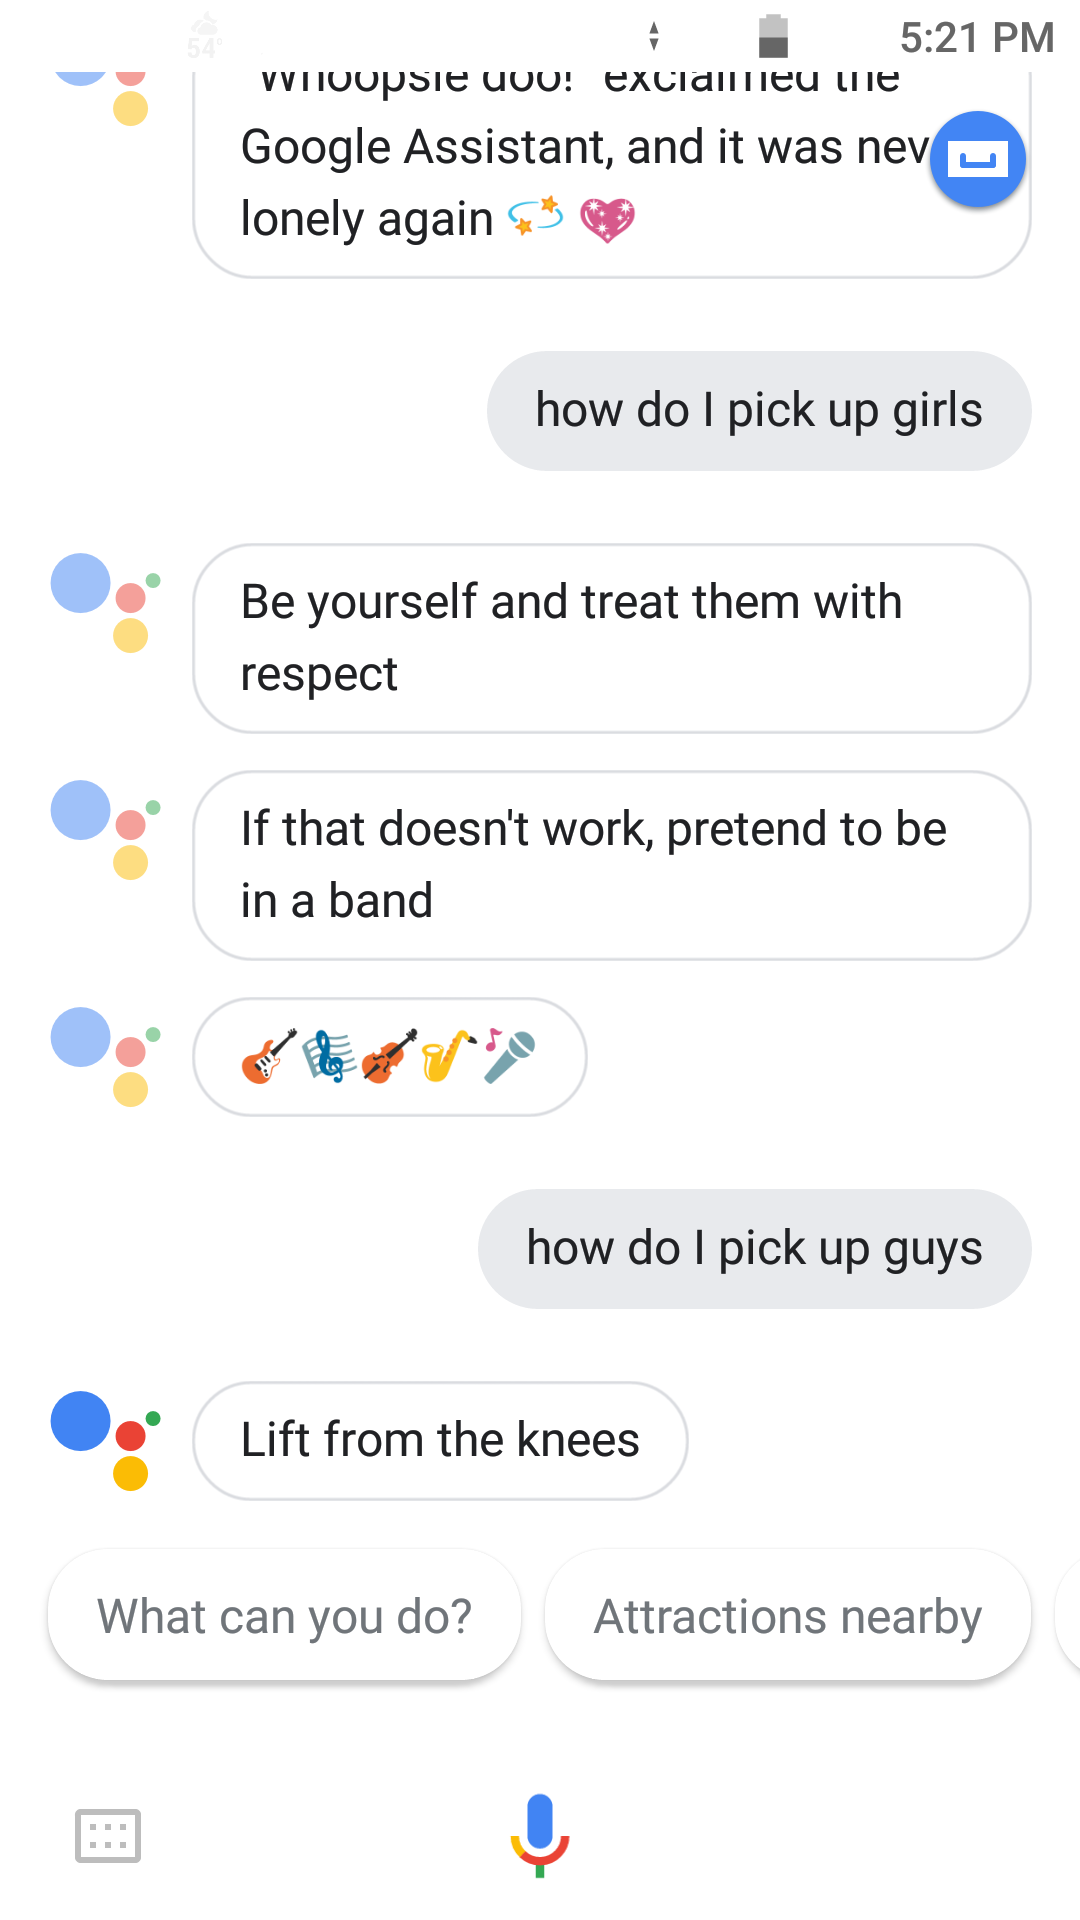 54°
5:21 PM
"Whoopsie doo!" exclaimed the
Google Assistant, and it was nev
lonely again 💫 💖
how do I pick up girls
Be yourself and treat them with
respect
If that doesn't work, pretend to be
in a band
🎸🎼🎻🎷🎤
how do I pick up guys
Lift from the knees
What can you do?
Attractions nearby